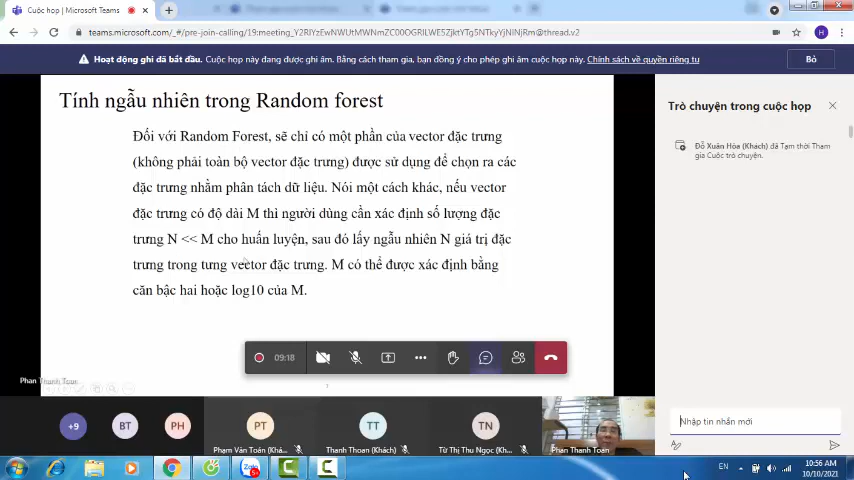 Cuộc họp | Microsoft Teams
teams.microsoft.com/_#/pre-join-calling/19:meeting_Y2RjYzEwNWUtMWNmZC00OGRlLWE5ZjktYTg5NTkyYjNlNjRm@thread.v2
Hoạt động ghi đã bắt đầu. Cuộc họp này đang được ghi âm. Bằng cách tham gia, bạn đồng ý cho phép ghi âm cuộc họp này. Chính sách về quyền riêng tư
Bỏ
Tính ngẫu nhiên trong Random forest
Đối với Random Forest, sẽ chỉ có một phần của vector đặc trưng
(không phải toàn bộ vector đặc trưng) được sử dụng để chọn ra các
đặc trưng nhằm phân tách dữ liệu. Nói một cách khác, nếu vector
đặc trưng có độ dài M thì người dùng cần xác định số lượng đặc
trưng N << M cho huấn luyện, sau đó lấy ngẫu nhiên N giá trị đặc
trưng trong tưng vector đặc trưng. M có thể được xác định bằng
căn bậc hai hoặc log10 của M.
Trò chuyện trong cuộc họp
Đỗ Xuân Hòa (Khách) đã Tạm thời Tham
gia Cuộc trò chuyện.
09:18
Phan Thanh Toàn
+9
BT
PH
PT
Phạm Văn Toản (Khá...
TT
Thanh Thoan (Khách)
TN
Từ Thị Thu Ngọc (Khá...
Phan Thanh Toàn
Nhập tin nhắn mới
Zalo
EN
10:56 AM
10/10/2021
H